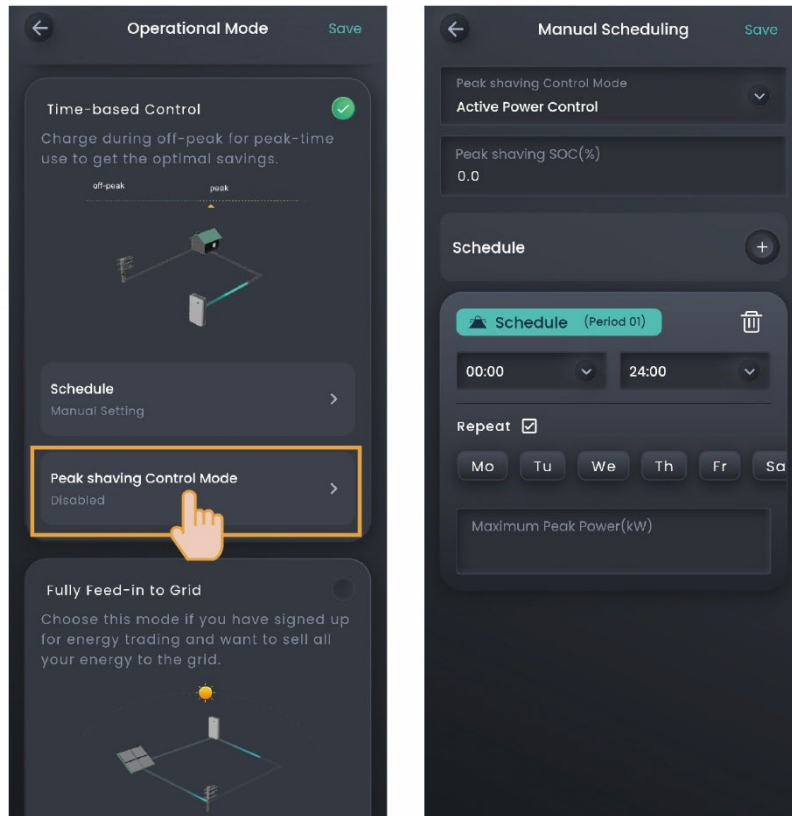 Operational Mode
Save
Time-based Control
Charge during off-peak for peak-time
use to get the optimal savings.
off-peak
peak
Schedule
Manual Setting
Peak shaving Control Mode
Disabled
Fully Feed-in to Grid
Choose this mode if you have signed up
for energy trading and want to sell all
your energy to the grid.
Manual Scheduling
Save
Peak shaving Control Mode
Active Power Control
Peak shaving SOC(%)
0.0
Schedule
Schedule (Period 01)
00:00
24:00
Repeat
Mo Tu We Th Fr Sa
Maximum Peak Power(kW)